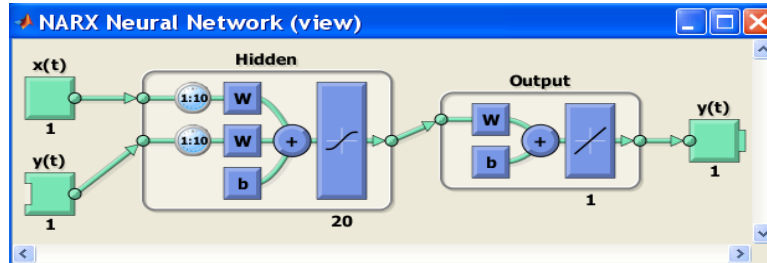 NARX Neural Network (view)
Hidden
x(t)
1:10
W
1
y(t)
1:10
W
+
b
1
20
Output
W
b
+
1
y(t)
1